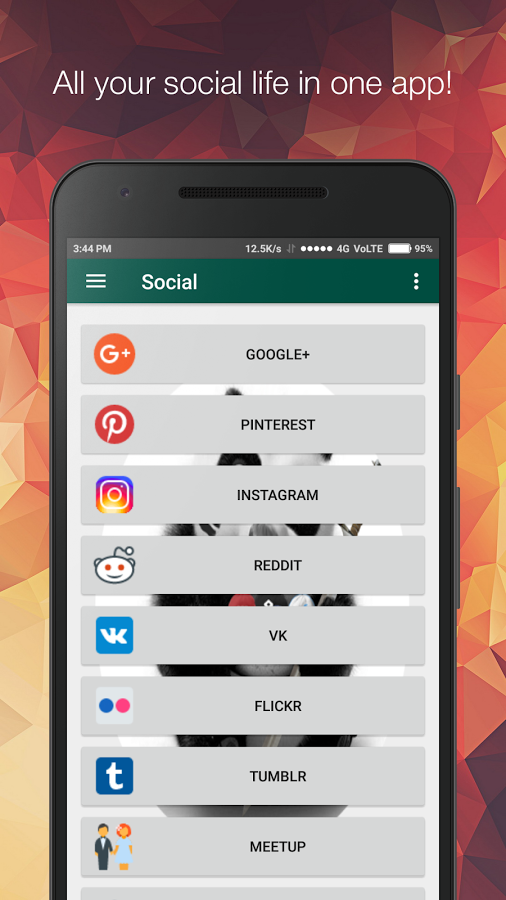 All your social life in one app!
3:44 PM 12.5K/s 4G VoLTE 95%
Social
G+ GOOGLE+
PINTEREST
INSTAGRAM
REDDIT
VK
FLICKR
t TUMBLR
MEETUP